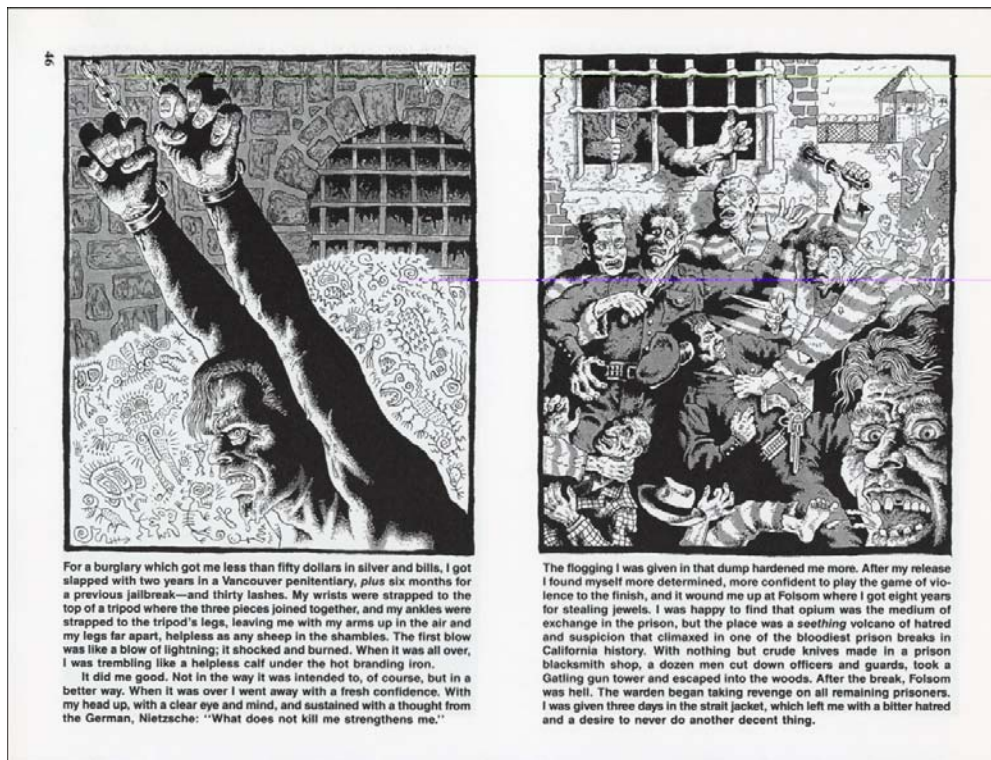 46
For a burglary which got me less than fifty dollars in silver and bills, I got
slapped with two years in a Vancouver penitentiary, plus six months for
a previous jailbreak—and thirty lashes. My wrists were strapped to the
top of a tripod where the three pieces joined together, and my ankles were
strapped to the tripod's legs, leaving me with my arms up in the air and
my legs far apart, helpless as any sheep in the shambles. The first blow
was like a blow of lightning; it shocked and burned. When it was all over,
I was trembling like a helpless calf under the hot branding iron.
It did me good. Not in the way it was intended to, of course, but in a
better way. When it was over I went away with a fresh confidence. With
my head up, with a clear eye and mind, and sustained with a thought from
the German, Nietzsche: "What does not kill me strengthens me."
The flogging I was given in that dump hardened me more. After my release
I found myself more determined, more confident to play the game of vio-
lence to the finish, and it wound me up at Folsom where I got eight years
for stealing jewels. I was happy to find that opium was the medium of
exchange in the prison, but the place was a seething volcano of hatred
and suspicion that climaxed in one of the bloodiest prison breaks in
California history. With nothing but crude knives made in a prison
blacksmith shop, a dozen men cut down officers and guards, took a
Gatling gun tower and escaped into the woods. After the break, Folsom
was hell. The warden began taking revenge on all remaining prisoners.
I was given three days in the strait jacket, which left me with a bitter hatred
and a desire to never do another decent thing.